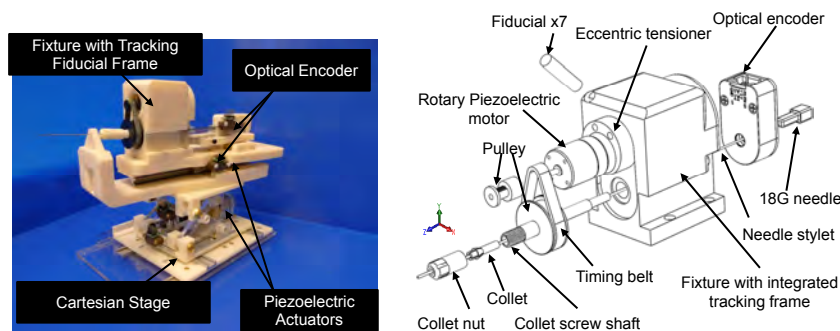 Fixture with Tracking
Fiducial Frame
Optical Encoder
Cartesian Stage
Piezoelectric
Actuators
Fiducial x7
Eccentric tensioner
Optical encoder
Rotary Piezoelectric
motor
Pulley
18G needle
Needle stylet
Timing belt
Fixture with integrated
tracking frame
Collet
Collet nut
Collet screw shaft
Y
Z
X